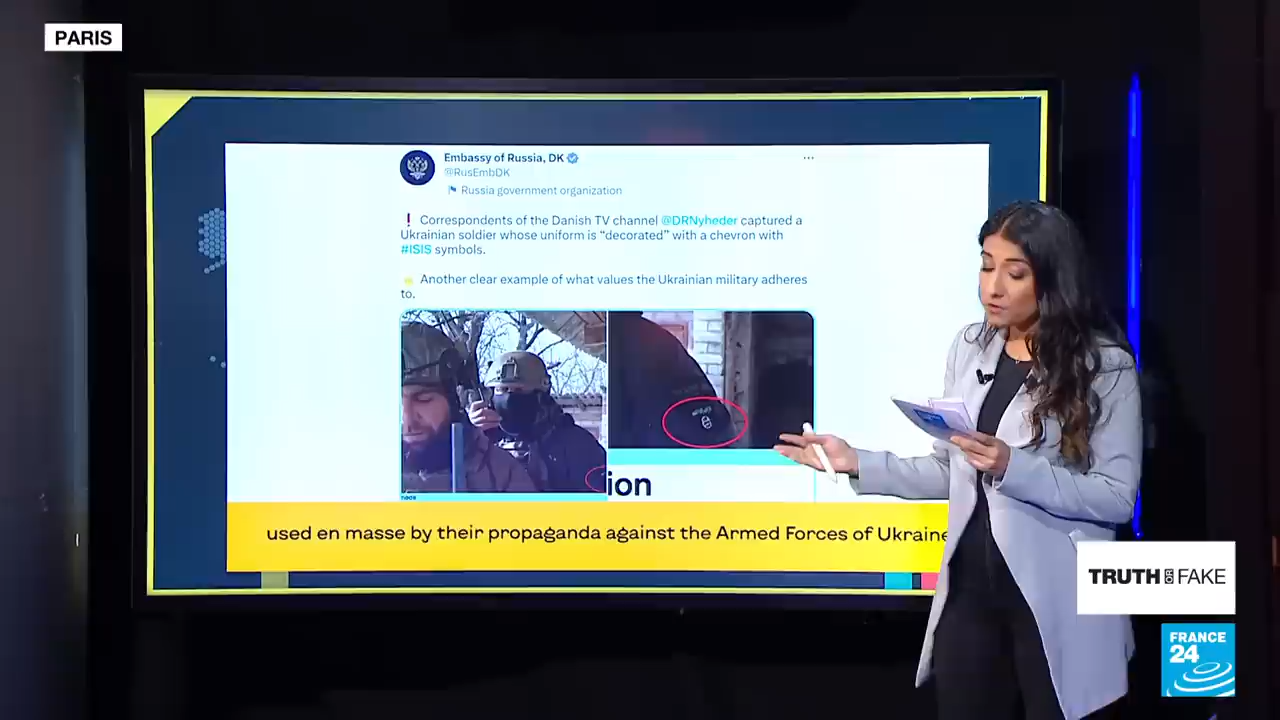 PARIS
Embassy of Russia, DK
@RusEmbDK
Russia government organization
❗ Correspondents of the Danish TV channel @DRNyheder captured a
Ukrainian soldier whose uniform is “decorated” with a chevron with
#ISIS symbols.
Another clear example of what values the Ukrainian military adheres
to.
ion
used en masse by their propaganda against the Armed Forces of Ukraine
TRUTH OR FAKE
FRANCE
24